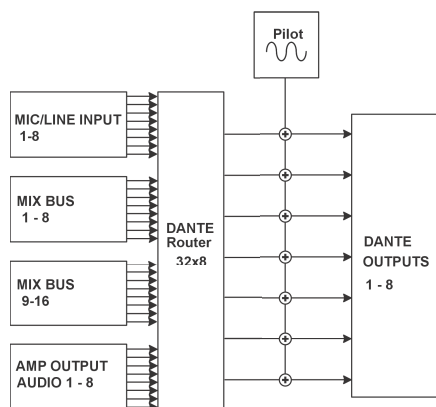 Pilot
MIC/LINE INPUT
1-8
MIX BUS
1 - 8
MIX BUS
9-16
AMP OUTPUT
AUDIO 1 - 8
DANTE
Router
32x8
DANTE
OUTPUTS
1 - 8